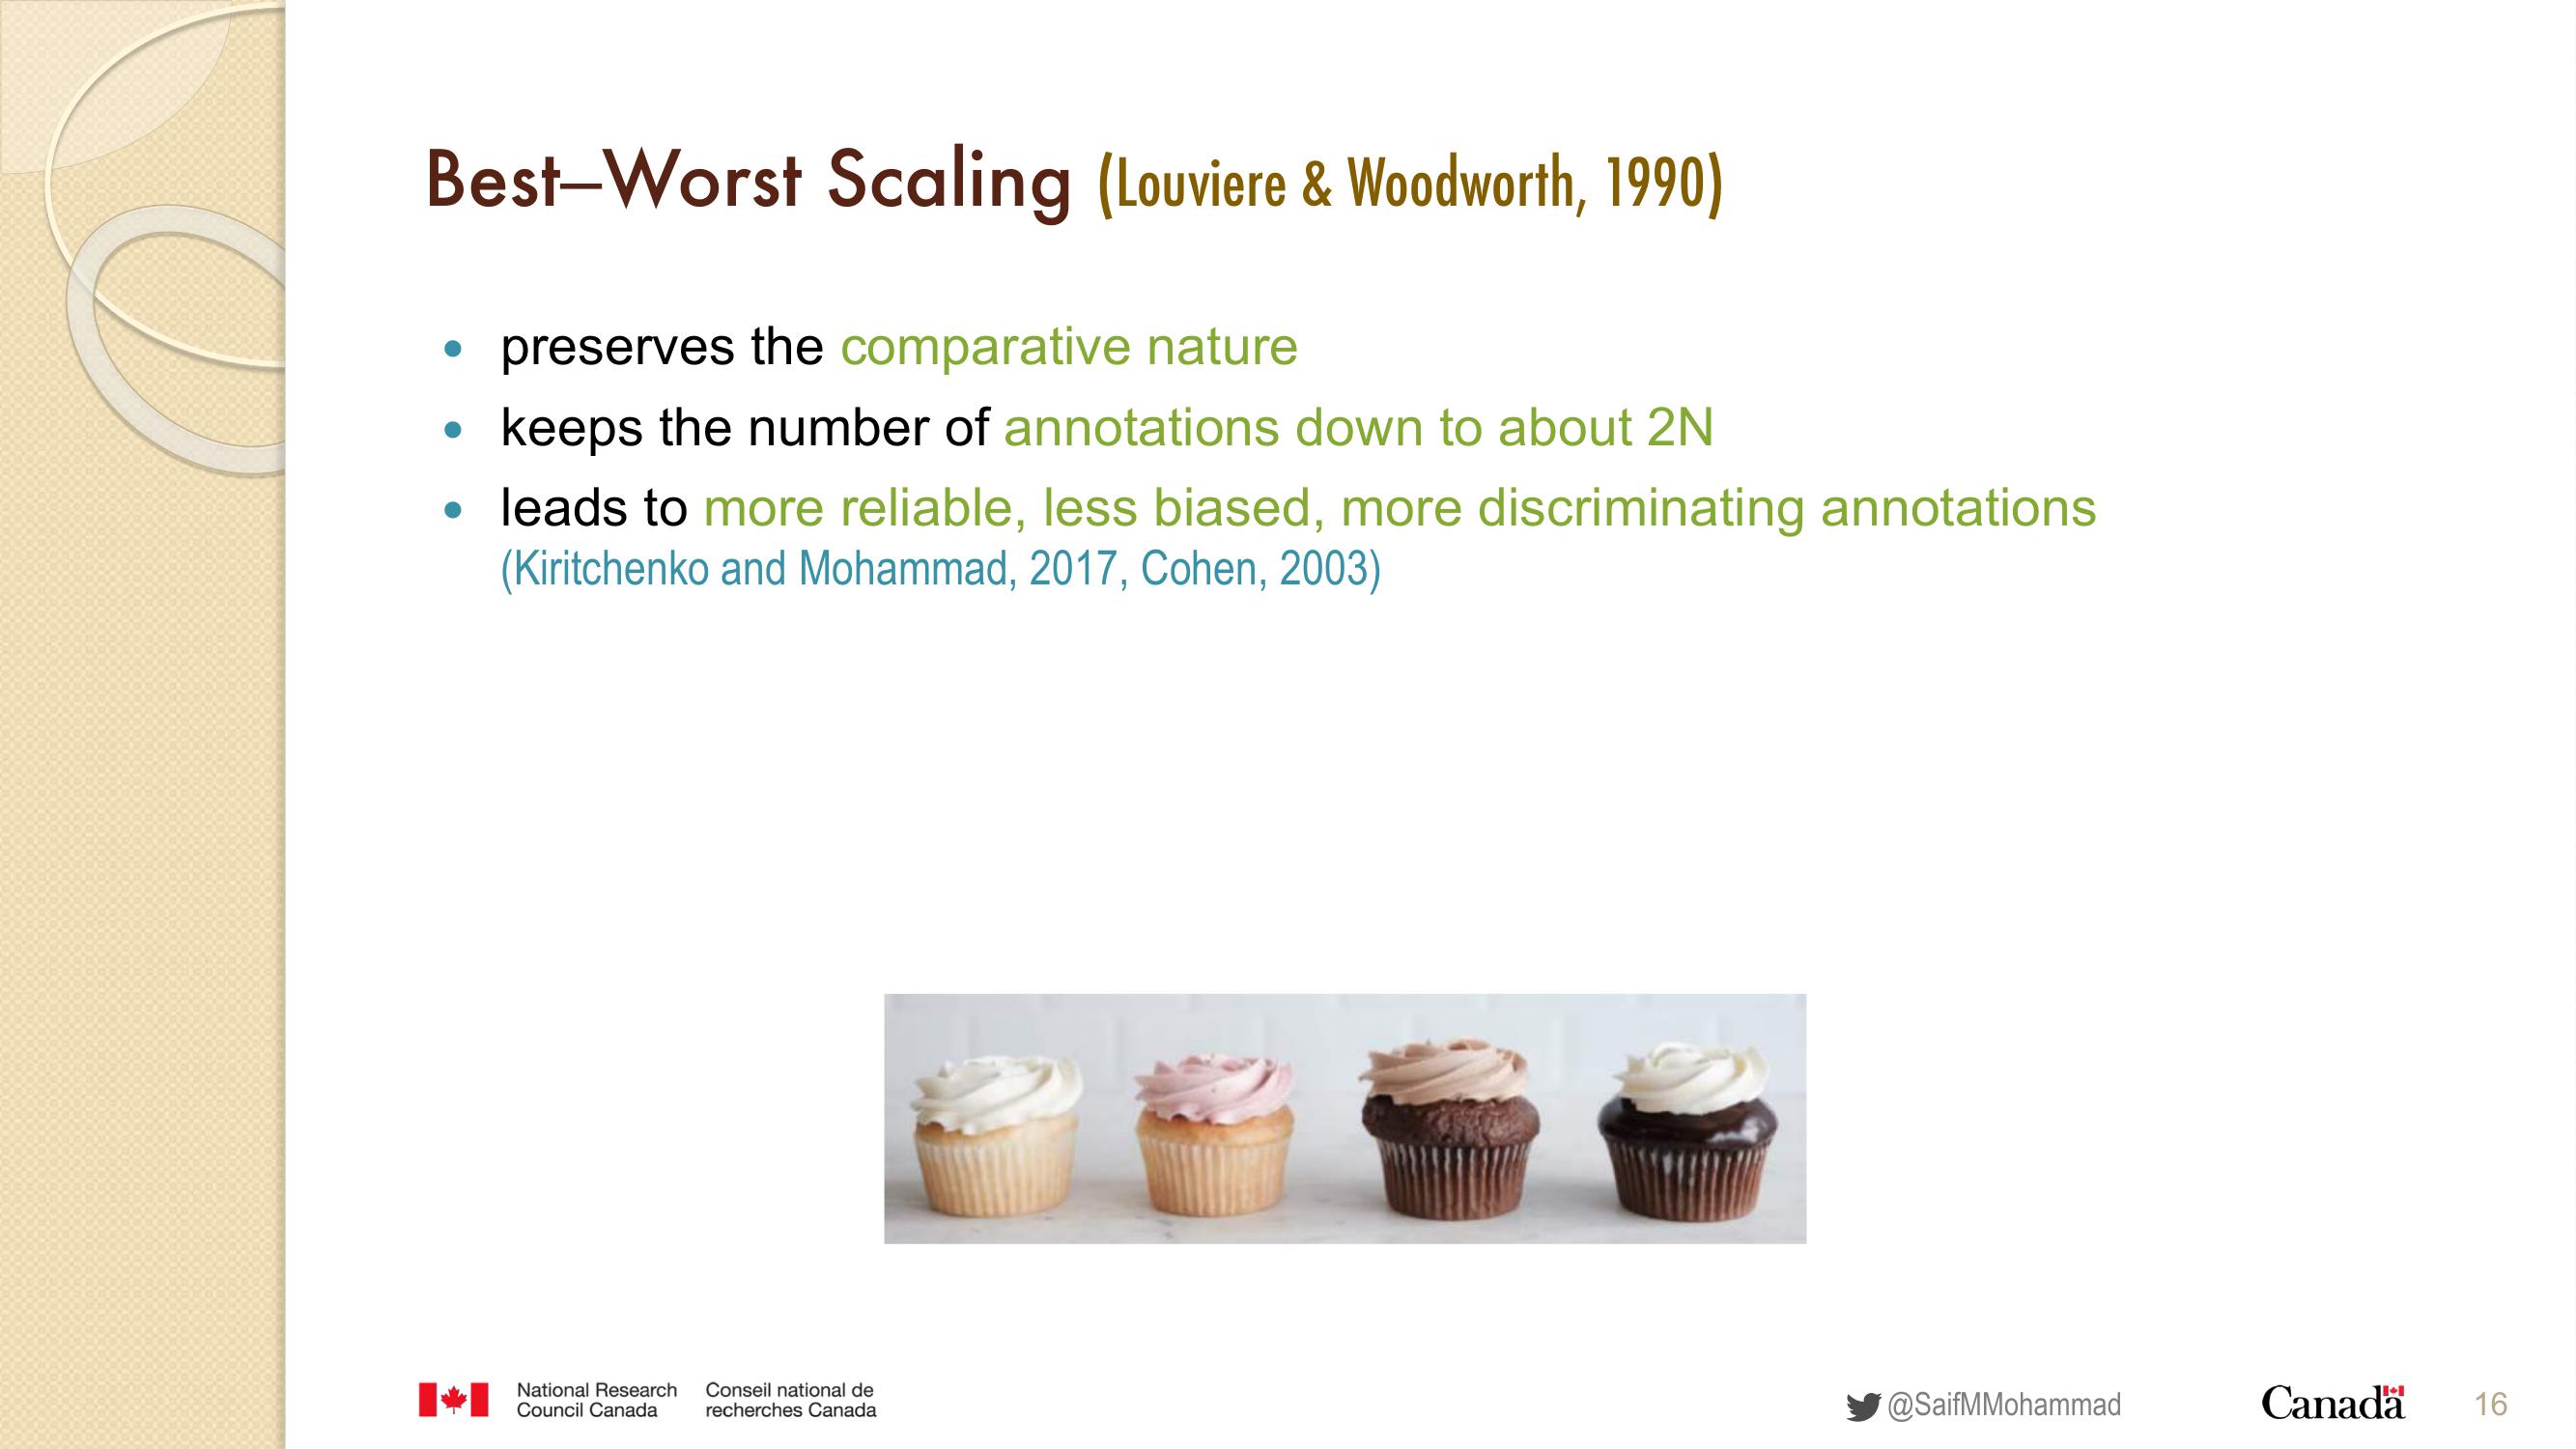 Best–Worst Scaling (Louviere & Woodworth, 1990)
• preserves the comparative nature
• keeps the number of annotations down to about 2N
• leads to more reliable, less biased, more discriminating annotations
(Kiritchenko and Mohammad, 2017, Cohen, 2003)
National Research Council Canada
Conseil national de recherches Canada
@SaifMMohammad
Canada
16